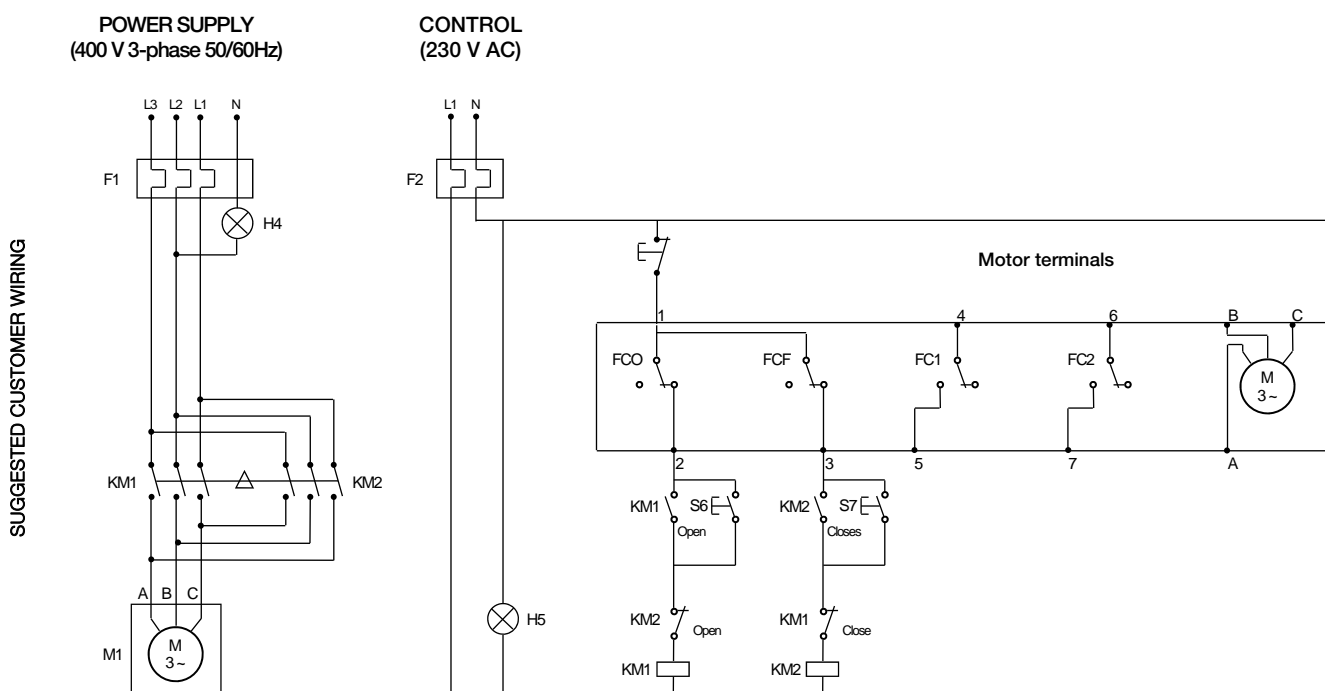 POWER SUPPLY
(400 V 3-phase 50/60Hz)
CONTROL
(230 V AC)
L3 L2 L1 N
L1 N
F1
F2
H4
SUGGESTED CUSTOMER WIRING
Motor terminals
1 4 6 B C
FCO FCF FC1 FC2
M
3~
KM1 KM2
2 3 5 7 A
KM1 S6 KM2 S7
Open Closes
A B C
H5
KM2 Open KM1 Close
M1
M
3~
KM1 KM2